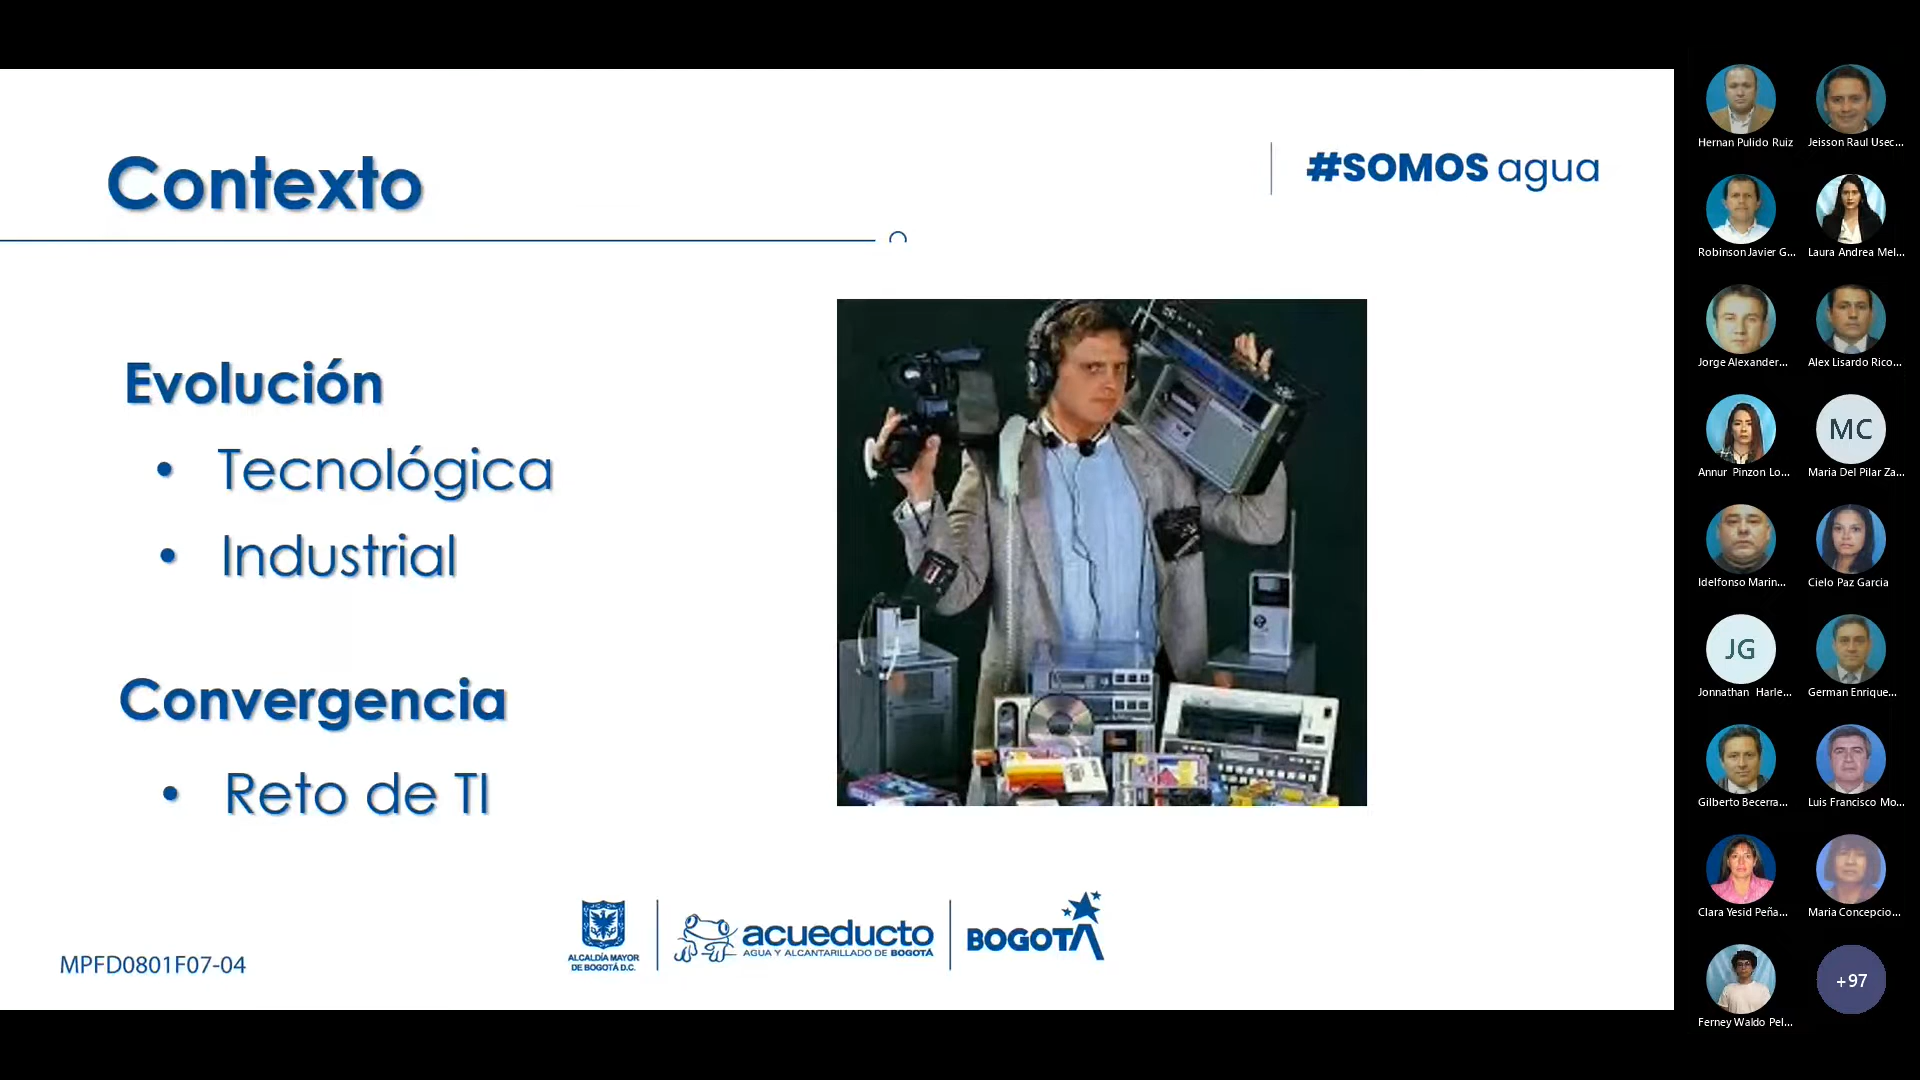 Contexto
#SOMOS agua
Evolución
• Tecnológica
• Industrial
Convergencia
• Reto de TI
MPFD0801F07-04
ALCALDÍA MAYOR
DE BOGOTÁ D.C.
acueducto
AGUA Y ALCANTARILLADO DE BOGOTÁ
BOGOTÁ
Hernan Pulido Ruiz
Jeisson Raul Usec...
Robinson Javier G...
Laura Andrea Mel...
Jorge Alexander...
Alex Lisardo Rico...
Annur Pinzon Lo...
MC
Maria Del Pilar Za...
Idelfonso Marin...
Cielo Paz Garcia
JG
Jonnathan Harle...
German Enrique...
Gilberto Becerra...
Luis Francisco Mo...
Clara Yesid Peña...
Maria Concepcio...
Ferney Waldo Pel...
+97